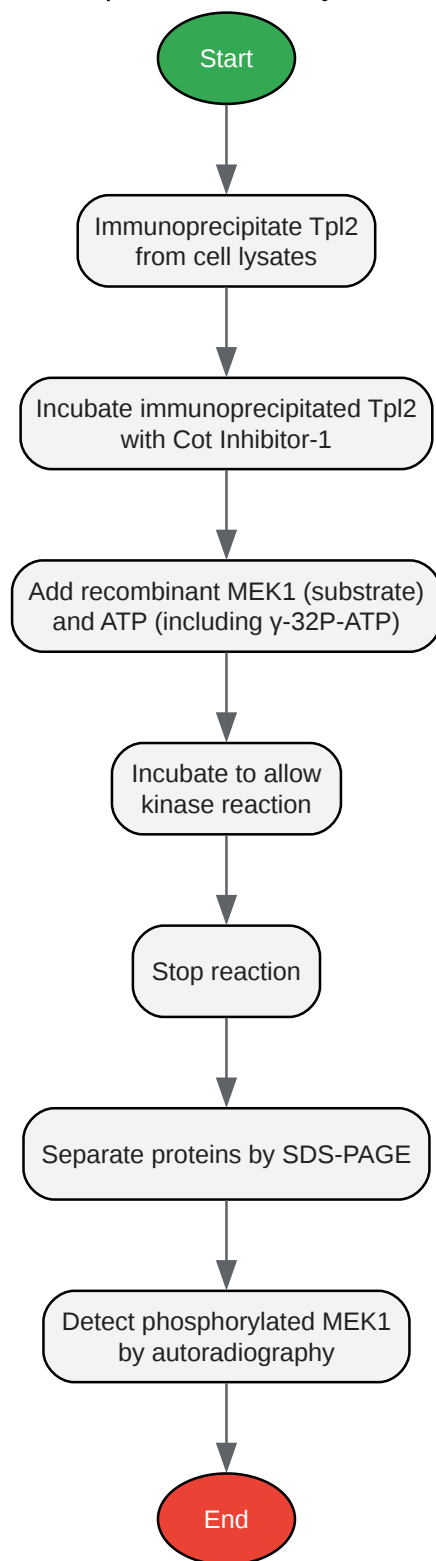 Start
Immunoprecipitate Tpl2
from cell lysates
Incubate immunoprecipitated Tpl2
with Cot Inhibitor-1
Add recombinant MEK1 (substrate)
and ATP (including γ-32P-ATP)
Incubate to allow
kinase reaction
Stop reaction
Separate proteins by SDS-PAGE
Detect phosphorylated MEK1
by autoradiography
End